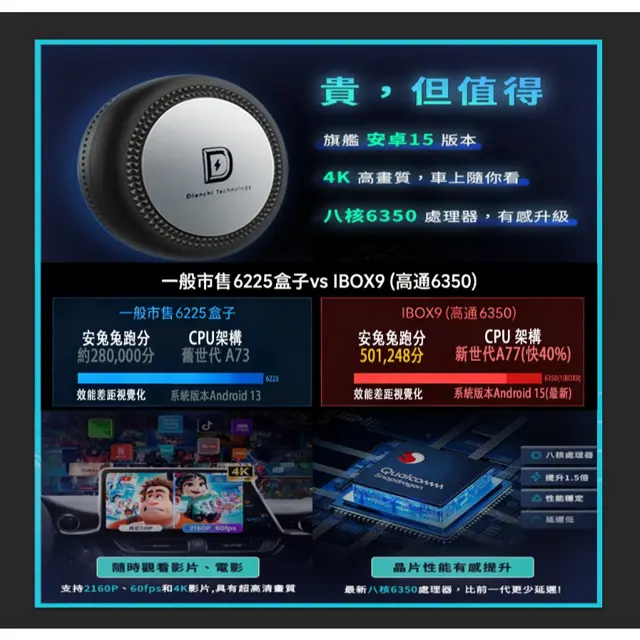 貴，但值得
D
Dianchi Technology
旗艦 安卓15 版本
4K 高畫質，車上隨你看
八核6350 處理器，有感升級
一般市售6225盒子vs IBOX9 (高通6350)
一般市售6225盒子
安兔兔跑分 CPU架構
約280,000分 舊世代 A73
6225
效能差距視覺化 系統版本Android 13
IBOX9 (高通6350)
安兔兔跑分 CPU 架構
501,248分 新世代A77(快40%)
6350(IBOX9)
效能差距視覺化 系統版本Android 15(最新)
4K
2160P 60fps
隨時觀看影片、電影
支持2160P、60fps和4K影片,具有超高清畫質
Qualcomm
Snapdragon
八核處理器
提升1.5倍
性能穩定
延遲低
晶片性能有感提升
最新八核6350處理器，比前一代更少延遲!